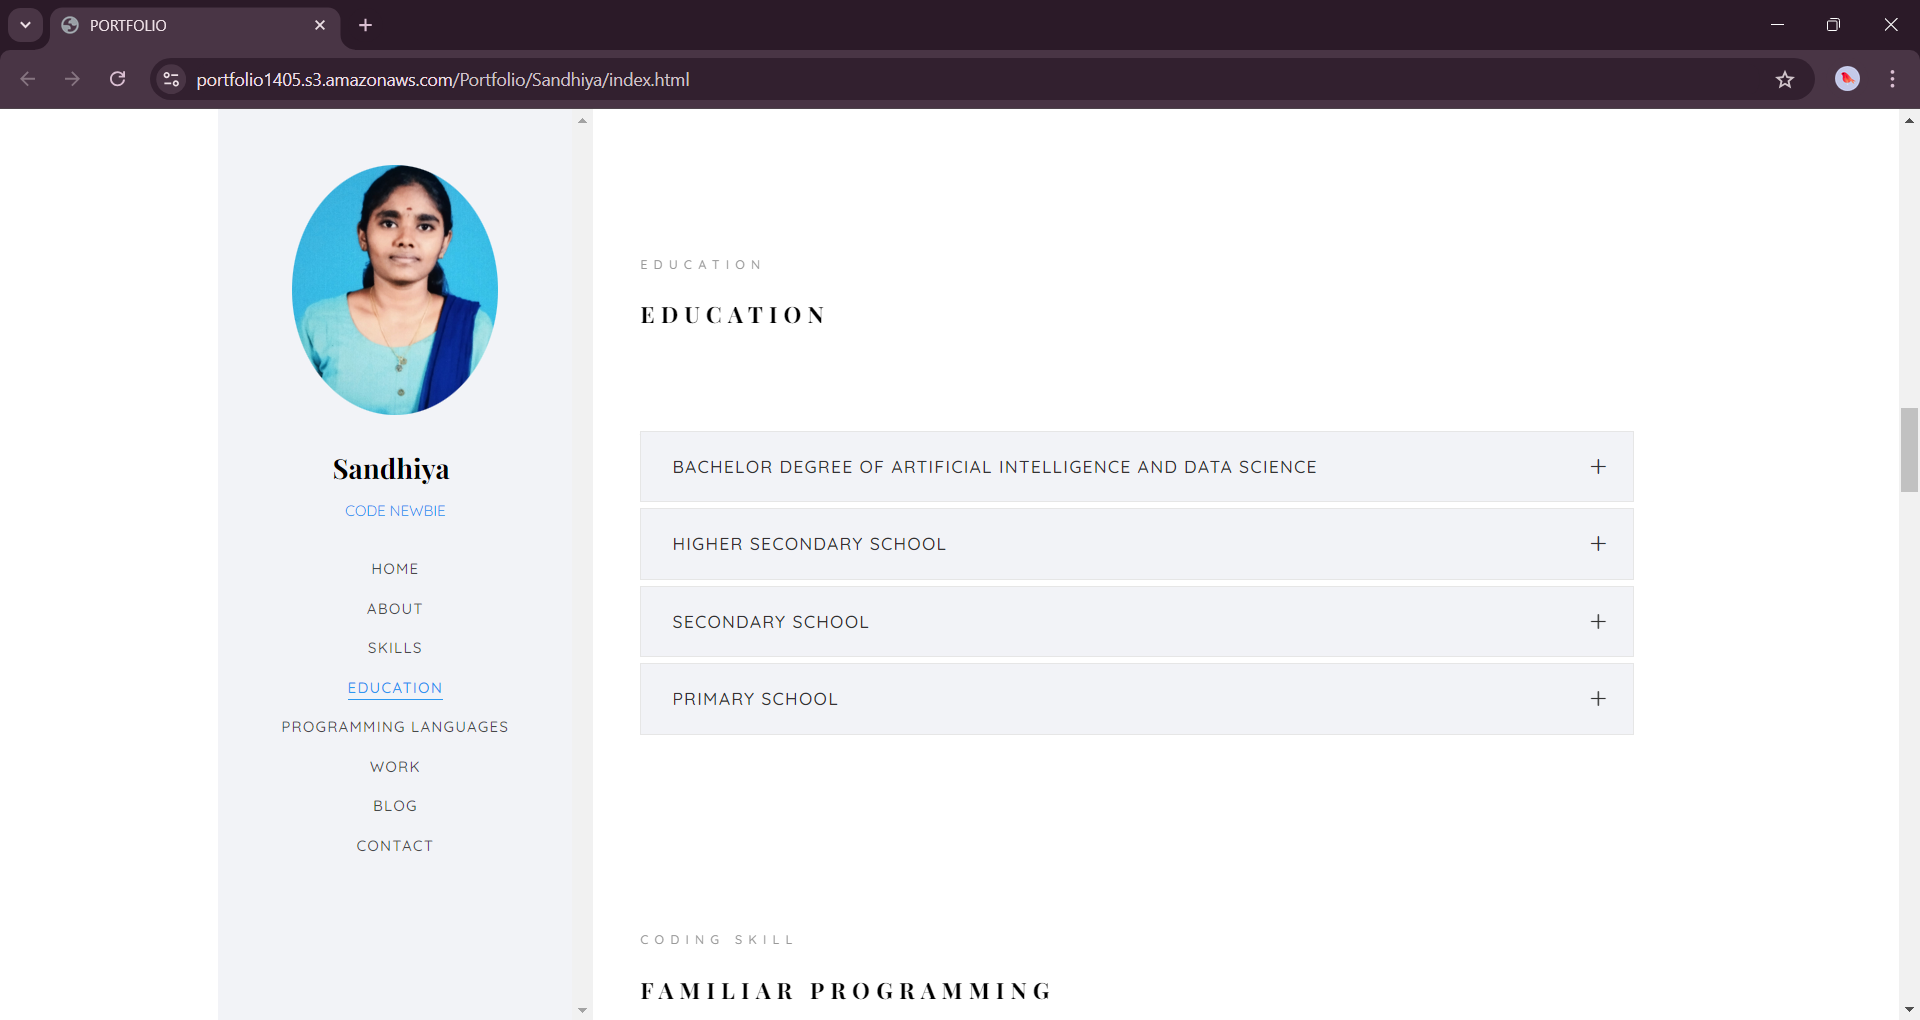 PORTFOLIO
portfolio1405.s3.amazonaws.com/Portfolio/Sandhiya/index.html
Sandhiya
CODE NEWBIE
HOME
ABOUT
SKILLS
EDUCATION
PROGRAMMING LANGUAGES
WORK
BLOG
CONTACT
EDUCATION
EDUCATION
BACHELOR DEGREE OF ARTIFICIAL INTELLIGENCE AND DATA SCIENCE
HIGHER SECONDARY SCHOOL
SECONDARY SCHOOL
PRIMARY SCHOOL
CODING SKILL
FAMILIAR PROGRAMMING